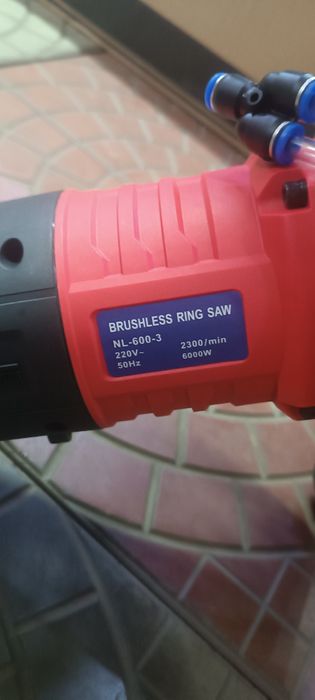 BRUSHLESS RING SAW
NL-600-3
220V~ 2300/min
50Hz 6000W